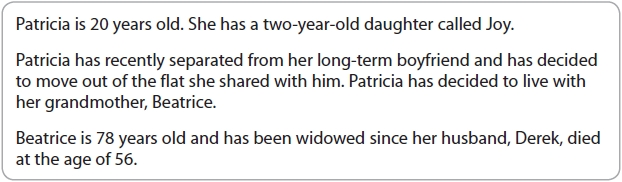 Patricia is 20 years old. She has a two-year-old daughter called Joy.
Patricia has recently separated from her long-term boyfriend and has decided
to move out of the flat she shared with him. Patricia has decided to live with
her grandmother, Beatrice.
Beatrice is 78 years old and has been widowed since her husband, Derek, died
at the age of 56.